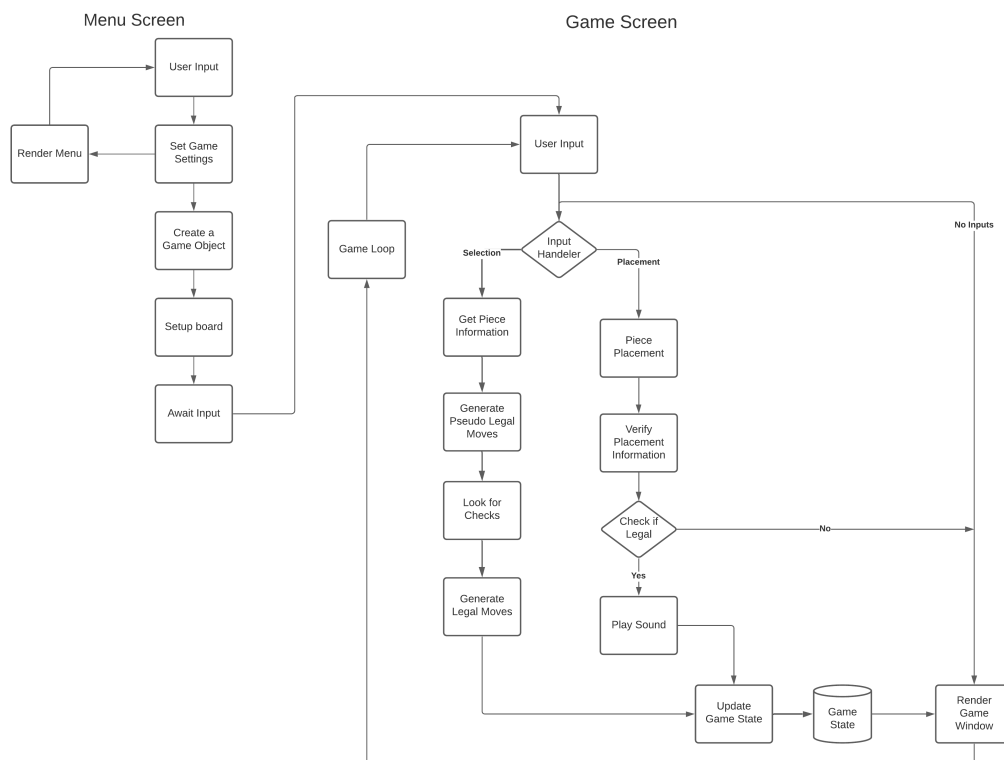 Menu Screen
Game Screen
User Input
Render Menu
Set Game
Settings
Create a
Game Object
Setup board
Await Input
User Input
Game Loop
No Inputs
Input
Handeler
Selection
Placement
Get Piece
Information
Piece
Placement
Generate
Pseudo Legal
Moves
Verify
Placement
Information
Look for
Checks
Check if
Legal
No
Yes
Generate
Legal Moves
Play Sound
Update
Game State
Game
State
Render
Game
Window